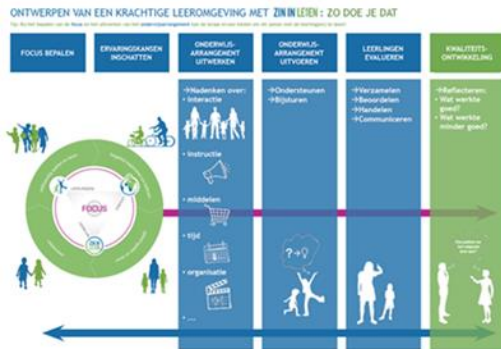 ONTWERPEN VAN EEN KRACHTIGE LEEROMGEVING MET ZIN IN LEREN : ZO DOE JE DAT
FOCUS BEPALEN
ERVARINGSKANSEN
INSCHATTEN
ONDERWIJS-
ARRANGEMENT
UITWERKEN
ONDERWIJS-
ARRANGEMENT
UITVOEREN
LEERLINGEN
EVALUEREN
KWALITEITS-
ONTWIKKELING
Nadenken over:
• Interactie
• instructie
• middelen
• tijd
• organisatie
• ...
Ondersteunen
Bijsturen
Verzamelen
Beoordelen
Handelen
Communiceren
Reflecteren:
• Wat werkte
goed?
• Wat werkte
minder goed?
FOCUS